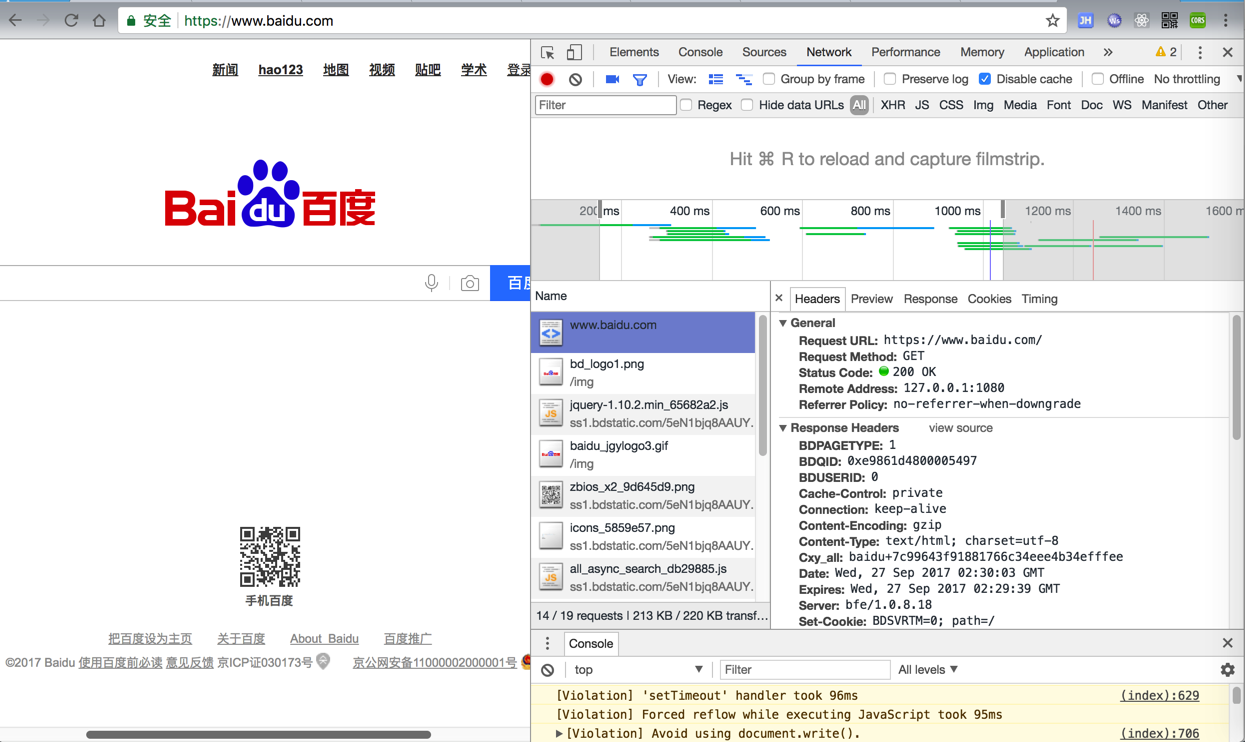 安全 https://www.baidu.com
JH Ws CORS
新闻 hao123 地图 视频 贴吧 学术 登录
Bai du 百度
百度
手机百度
把百度设为主页 关于百度 About Baidu 百度推广
©2017 Baidu 使用百度前必读 意见反馈 京ICP证030173号 京公网安备11000002000001号
Elements Console Sources Network Performance Memory Application » 2
View: Group by frame Preserve log Disable cache Offline No throttling
Filter Regex Hide data URLs All XHR JS CSS Img Media Font Doc WS Manifest Other
Hit ⌘ R to reload and capture filmstrip.
200 ms 400 ms 600 ms 800 ms 1000 ms 1200 ms 1400 ms 1600 m
Name
www.baidu.com
bd_logo1.png
/img
jquery-1.10.2.min_65682a2.js
ss1.bdstatic.com/5eN1bjq8AAUY.
baidu_jgylogo3.gif
/img
zbios_x2_9d645d9.png
ss1.bdstatic.com/5eN1bjq8AAUY.
icons_5859e57.png
ss1.bdstatic.com/5eN1bjq8AAUY.
all_async_search_db29885.js
ss1.bdstatic.com/5eN1bjq8AAUY.
14 / 19 requests | 213 KB / 220 KB transf…
× Headers Preview Response Cookies Timing
General
Request URL: https://www.baidu.com/
Request Method: GET
Status Code: 200 OK
Remote Address: 127.0.0.1:1080
Referrer Policy: no-referrer-when-downgrade
Response Headers view source
BDPAGETYPE: 1
BDQID: 0xe9861d4800005497
BDUSERID: 0
Cache-Control: private
Connection: keep-alive
Content-Encoding: gzip
Content-Type: text/html; charset=utf-8
Cxy_all: baidu+7c99643f91881766c34eee4b34efffee
Date: Wed, 27 Sep 2017 02:30:03 GMT
Expires: Wed, 27 Sep 2017 02:29:39 GMT
Server: bfe/1.0.8.18
Set-Cookie: BDSVRTM=0; path=/
Console
top Filter All levels
[Violation] 'setTimeout' handler took 96ms (index):629
[Violation] Forced reflow while executing JavaScript took 95ms
[Violation] Avoid using document.write(). (index):706